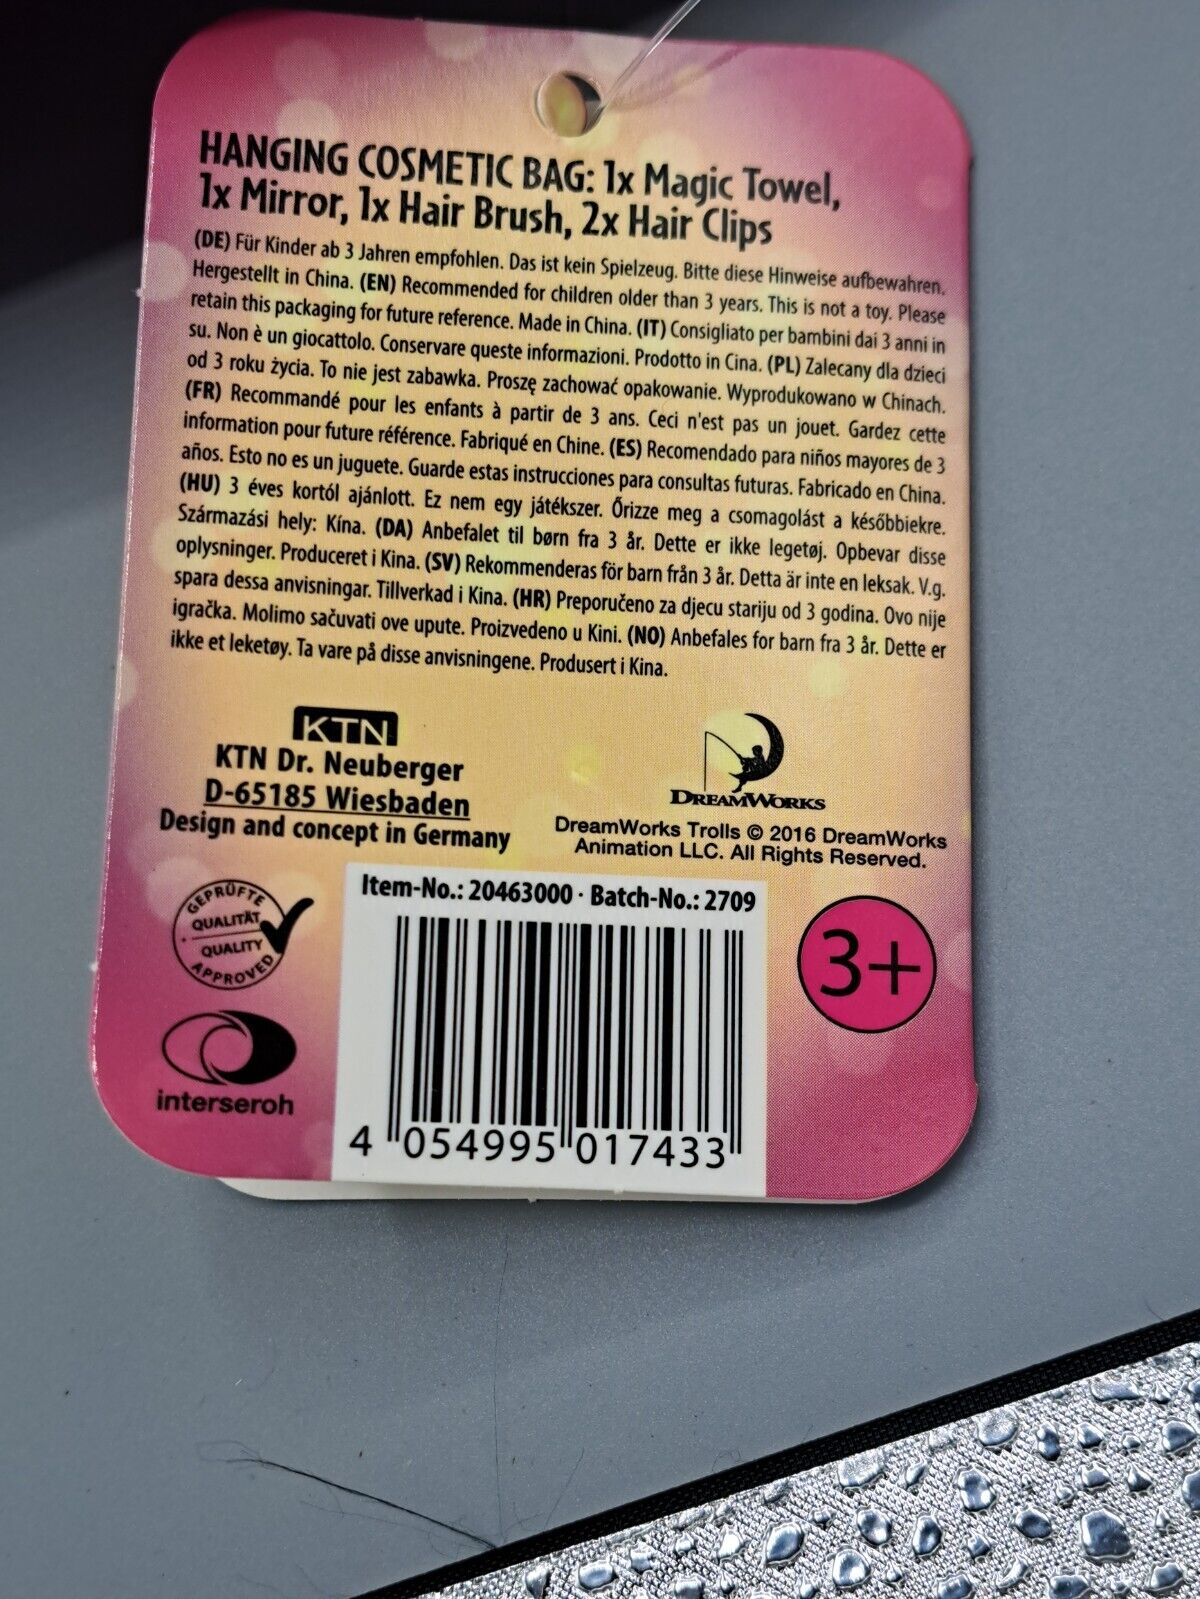 HANGING COSMETIC BAG: 1x Magic Towel,
1x Mirror, 1x Hair Brush, 2x Hair Clips
(DE) Für Kinder ab 3 Jahren empfohlen. Das ist kein Spielzeug. Bitte diese Hinweise aufbewahren.
Hergestellt in China. (EN) Recommended for children older than 3 years. This is not a toy. Please
retain this packaging for future reference. Made in China. (IT) Consigliato per bambini dai 3 anni in
su. Non è un giocattolo. Conservare queste informazioni. Prodotto in Cina. (PL) Zalecany dla dzieci
od 3 roku życia. To nie jest zabawka. Proszę zachować opakowanie. Wyprodukowano w Chinach.
(FR) Recommandé pour les enfants à partir de 3 ans. Ceci n'est pas un jouet. Gardez cette
information pour future référence. Fabriqué en Chine. (ES) Recomendado para niños mayores de 3
años. Esto no es un juguete. Guarde estas instrucciones para consultas futuras. Fabricado en China.
(HU) 3 éves kortól ajánlott. Ez nem egy játékszer. Őrizze meg a csomagolást a későbbiekre.
Származási hely: Kína. (DA) Anbefalet til børn fra 3 år. Dette er ikke legetøj. Opbevar disse
oplysninger. Produceret i Kina. (SV) Rekommenderas för barn från 3 år. Detta är inte en leksak. V.g.
spara dessa anvisningar. Tillverkad i Kina. (HR) Preporučeno za djecu stariju od 3 godina. Ovo nije
igračka. Molimo sačuvati ove upute. Proizvedeno u Kini. (NO) Anbefales for barn fra 3 år. Dette er
ikke et leketøy. Ta vare på disse anvisningene. Produsert i Kina.
KTN
KTN Dr. Neuberger
D-65185 Wiesbaden
Design and concept in Germany
DREAMWORKS
DreamWorks Trolls © 2016 DreamWorks
Animation LLC. All Rights Reserved.
GEPRÜFTE
QUALITÄT
QUALITY
APPROVED
interseroh
Item-No.: 20463000 · Batch-No.: 2709
4 054995 017433
3+